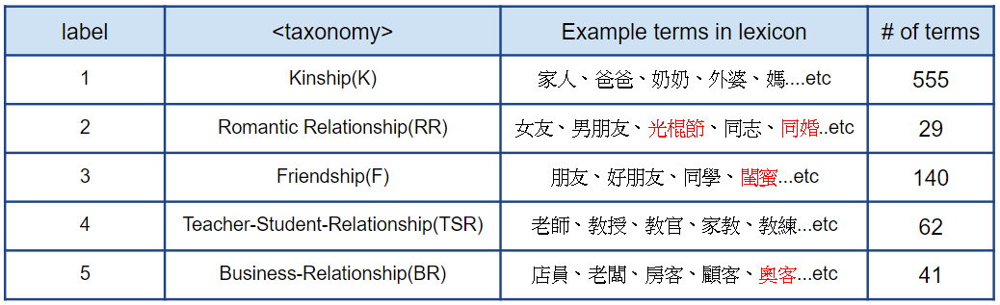 label <taxonomy> Example terms in lexicon # of terms
1 Kinship(K) 家人、爸爸、奶奶、外婆、媽....etc 555
2 Romantic Relationship(RR) 女友、男朋友、光棍節、同志、同婚..etc 29
3 Friendship(F) 朋友、好朋友、同學、閨蜜...etc 140
4 Teacher-Student-Relationship(TSR) 老師、教授、教官、家教、教練...etc 62
5 Business-Relationship(BR) 店員、老闆、房客、顧客、奧客...etc 41